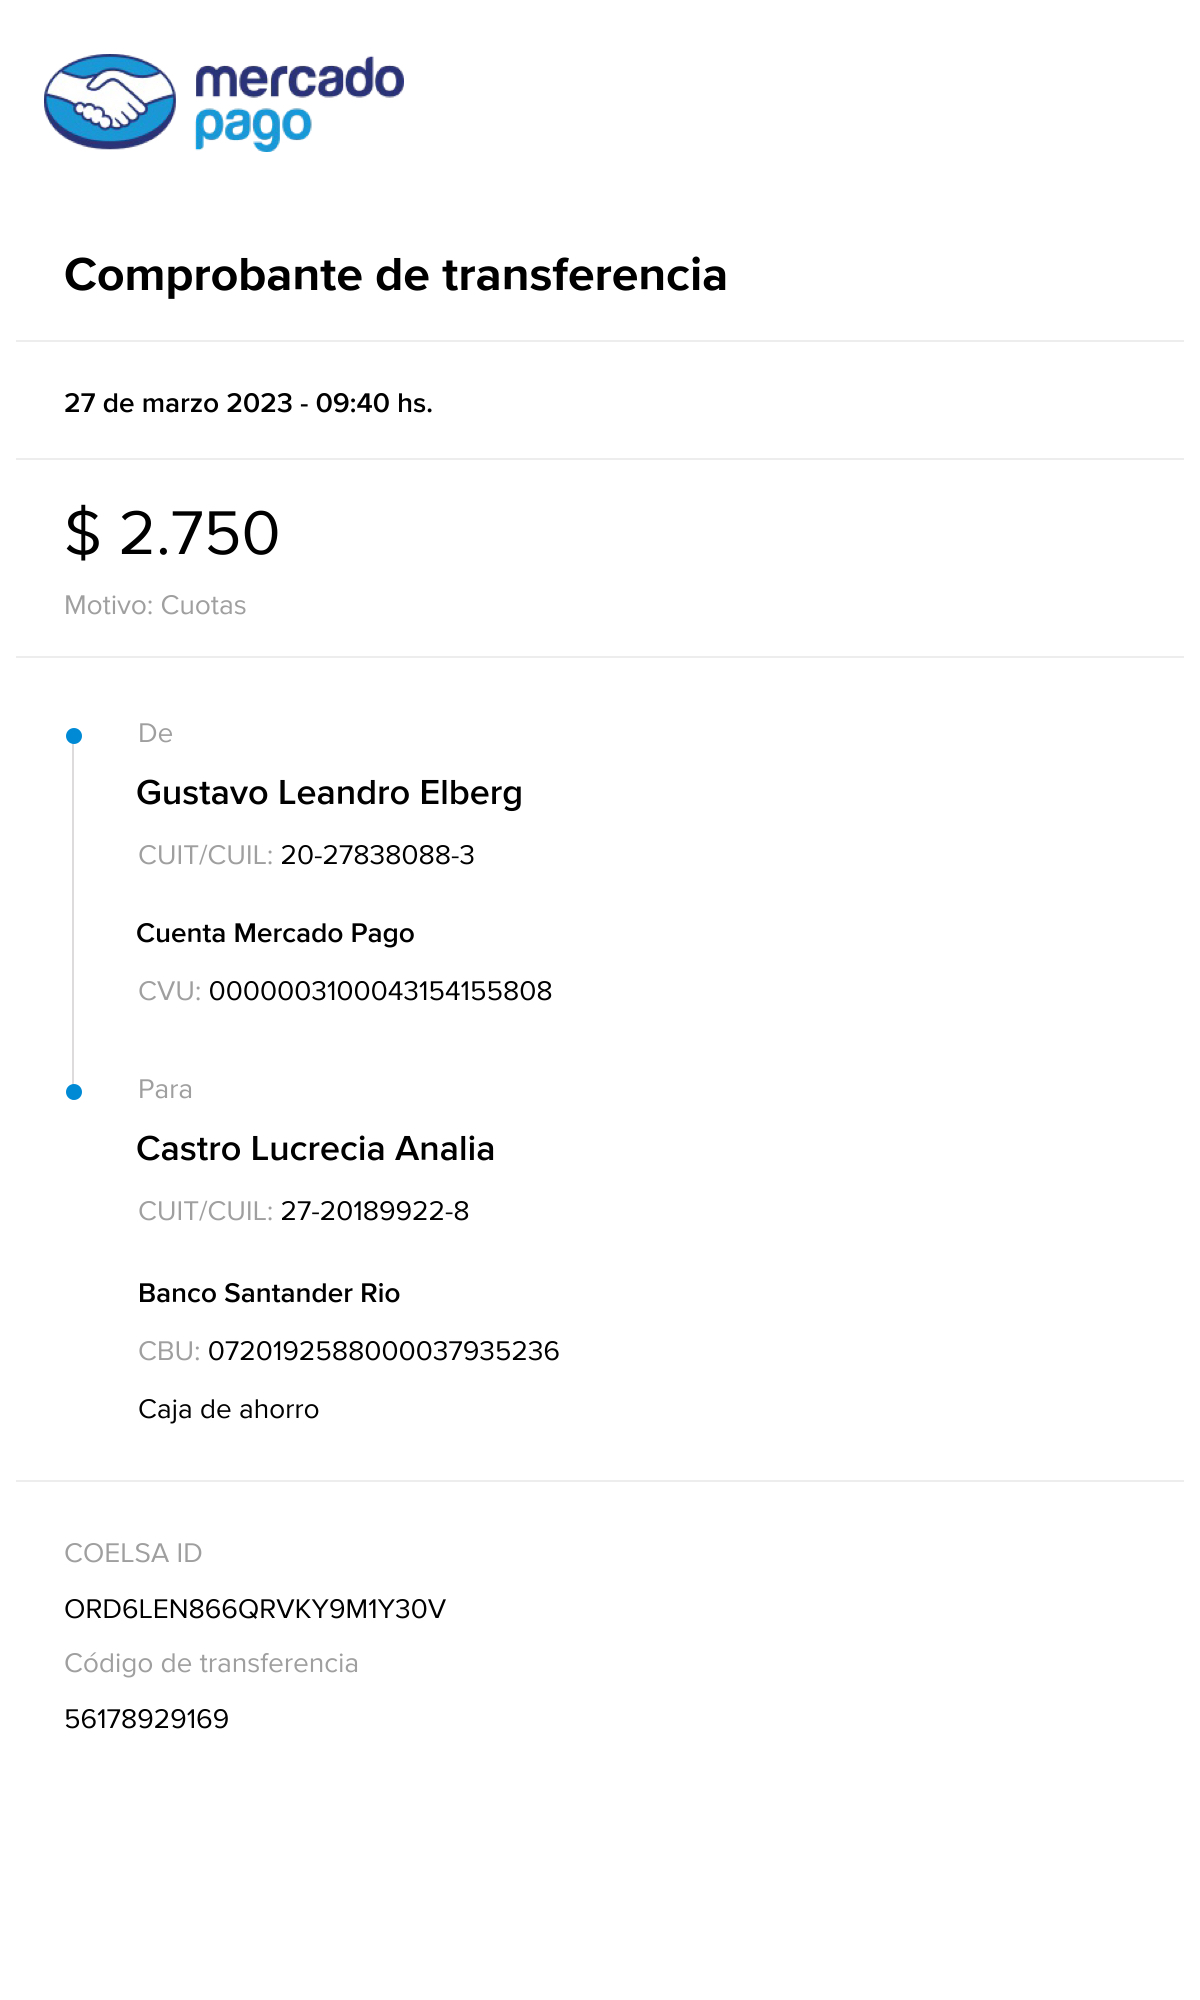 mercado
pago
Comprobante de transferencia
27 de marzo 2023 - 09:40 hs.
$ 2.750
Motivo: Cuotas
De
Gustavo Leandro Elberg
CUIT/CUIL: 20-27838088-3
Cuenta Mercado Pago
CVU: 0000003100043154155808
Para
Castro Lucrecia Analia
CUIT/CUIL: 27-20189922-8
Banco Santander Rio
CBU: 0720192588000037935236
Caja de ahorro
COELSA ID
ORD6LEN866QRVKY9M1Y30V
Código de transferencia
56178929169